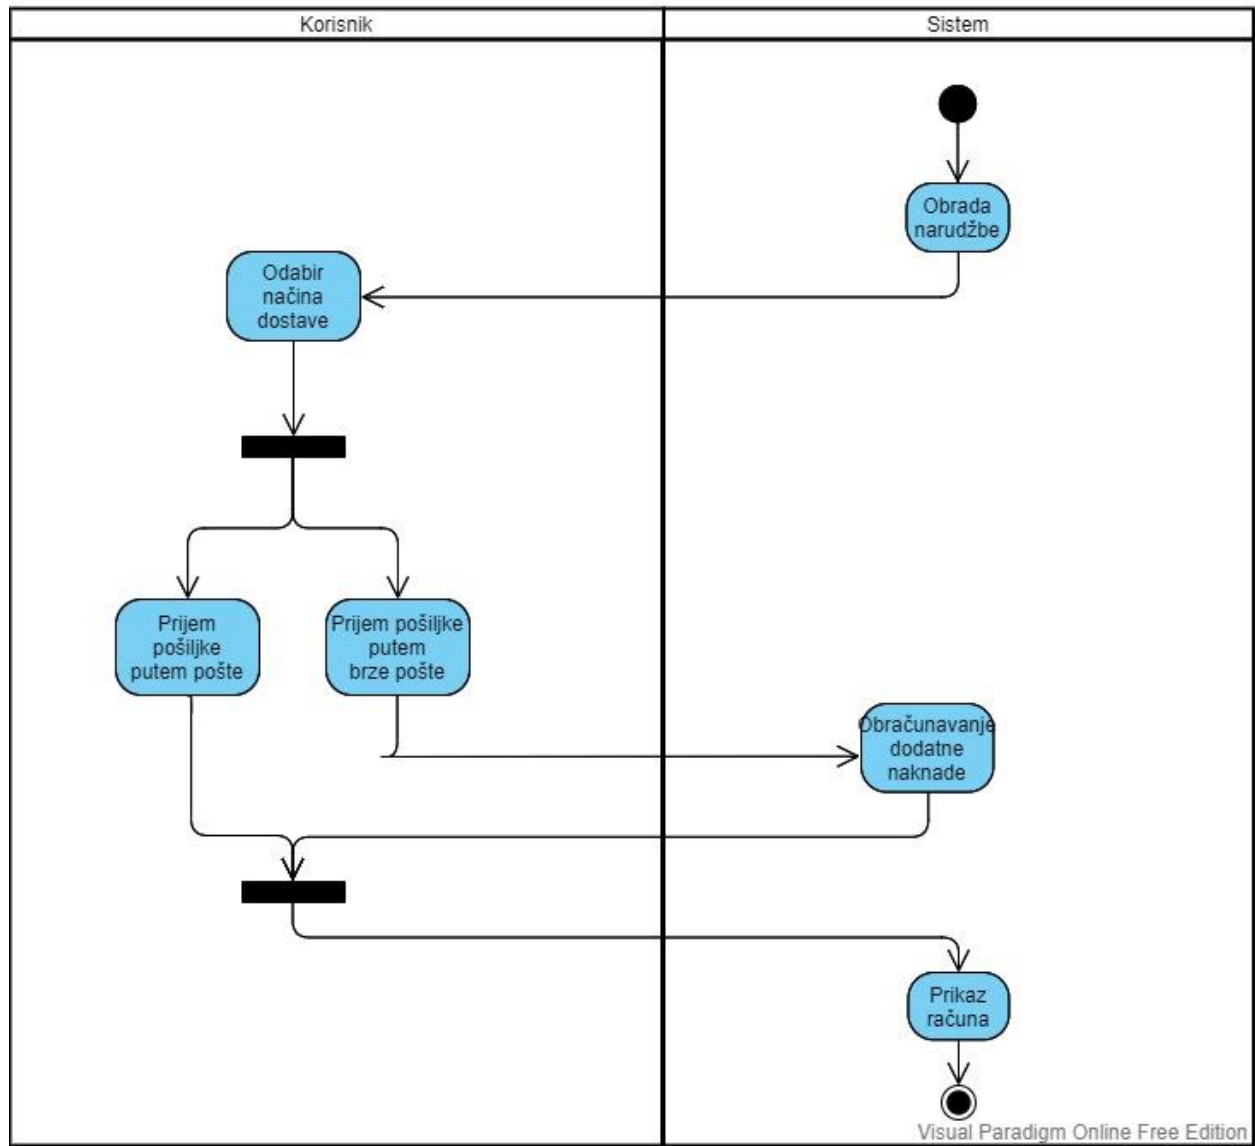 Korisnik
Sistem
Obrada
narudžbe
Odabir
načina
dostave
Prijem
pošiljke
putem pošte
Prijem pošiljke
putem
brze pošte
Obračunavanje
dodatne
naknade
Prikaz
računa
Visual Paradigm Online Free Edition